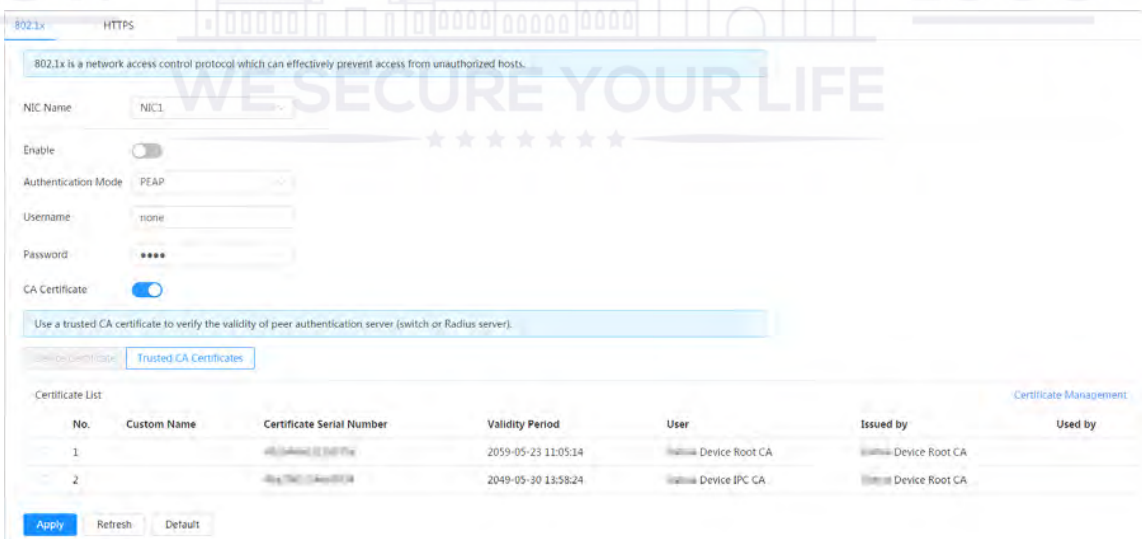 802.1x HTTPS
802.1x is a network access control protocol which can effectively prevent access from unauthorized hosts.
WE SECURE YOUR LIFE
NIC Name NIC1
Enable
Authentication Mode PEAP
Username none
Password ••••
CA Certificate
Use a trusted CA certificate to verify the validity of peer authentication server (switch or Radius server).
Trusted CA Certificates
Certificate List Certificate Management
No. Custom Name Certificate Serial Number Validity Period User Issued by Used by
1 2059-05-23 11:05:14 Device Root CA Device Root CA
2 2049-05-30 13:58:24 Device IPC CA Device Root CA
Apply Refresh Default